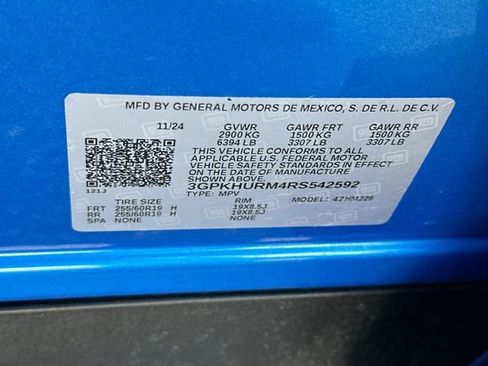 MFD BY GENERAL MOTORS DE MEXICO, S. DE R.L. DE C.V.
11/24 GVWR GAWR FRT GAWR RR
2900 KG 1500 KG 1500 KG
6394 LB 3307 LB 3307 LB
THIS VEHICLE CONFORMS TO ALL
APPLICABLE U.S. FEDERAL MOTOR
VEHICLE SAFETY STANDARDS IN EFFECT
ON THE DATE OF MANUFACTURE
SHOWN ABOVE.
3GPKHURM4RS542592
121J TYPE: MPV MODEL: 42HM226
TIRE SIZE RIM
FRT 255/60R19 H 19X8.5J
RR 255/60R19 H 19X8.5J
SPA NONE NONE